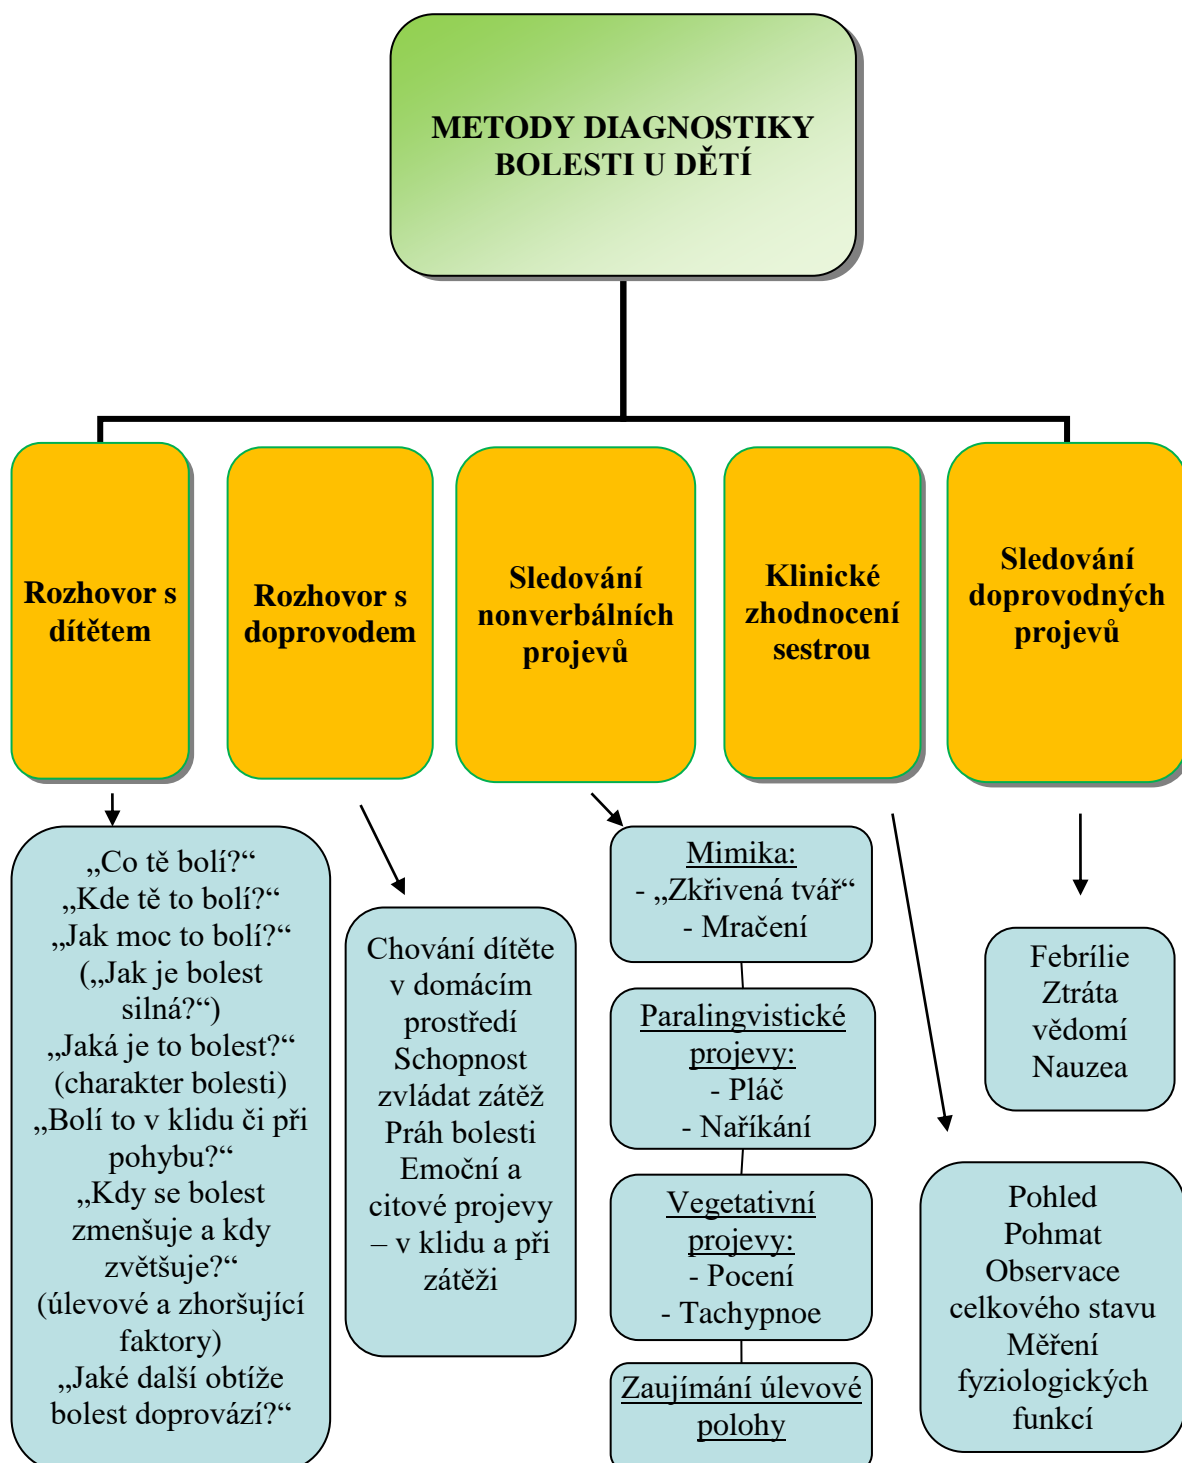 METODY DIAGNOSTIKY
BOLESTI U DĚTÍ
Rozhovor s
dítětem
Rozhovor s
doprovodem
Sledování
nonverbálních
projevů
Klinické
zhodnocení
sestrou
Sledování
doprovodných
projevů
„Co tě bolí?“
„Kde tě to bolí?“
„Jak moc to bolí?“
(„Jak je bolest
silná?“)
„Jaká je to bolest?“
(charakter bolesti)
„Bolí to v klidu či při
pohybu?“
„Kdy se bolest
zmenšuje a kdy
zvětšuje?“
(úlevové a zhoršující
faktory)
„Jaké další obtíže
bolest doprovází?“
Chování dítěte
v domácím
prostředí
Schopnost
zvládat zátěž
Práh bolesti
Emoční a
citové projevy
– v klidu a při
zátěži
Mimika:
- „Zkřivená tvář“
- Mračení
Paralingvistické
projevy:
- Pláč
- Naříkání
Vegetativní
projevy:
- Pocení
- Tachypnoe
Zaujímání úlevové
polohy
Pohled
Pohmat
Observace
celkového stavu
Měření
fyziologických
funkcí
Febrílie
Ztráta
vědomí
Nauzea